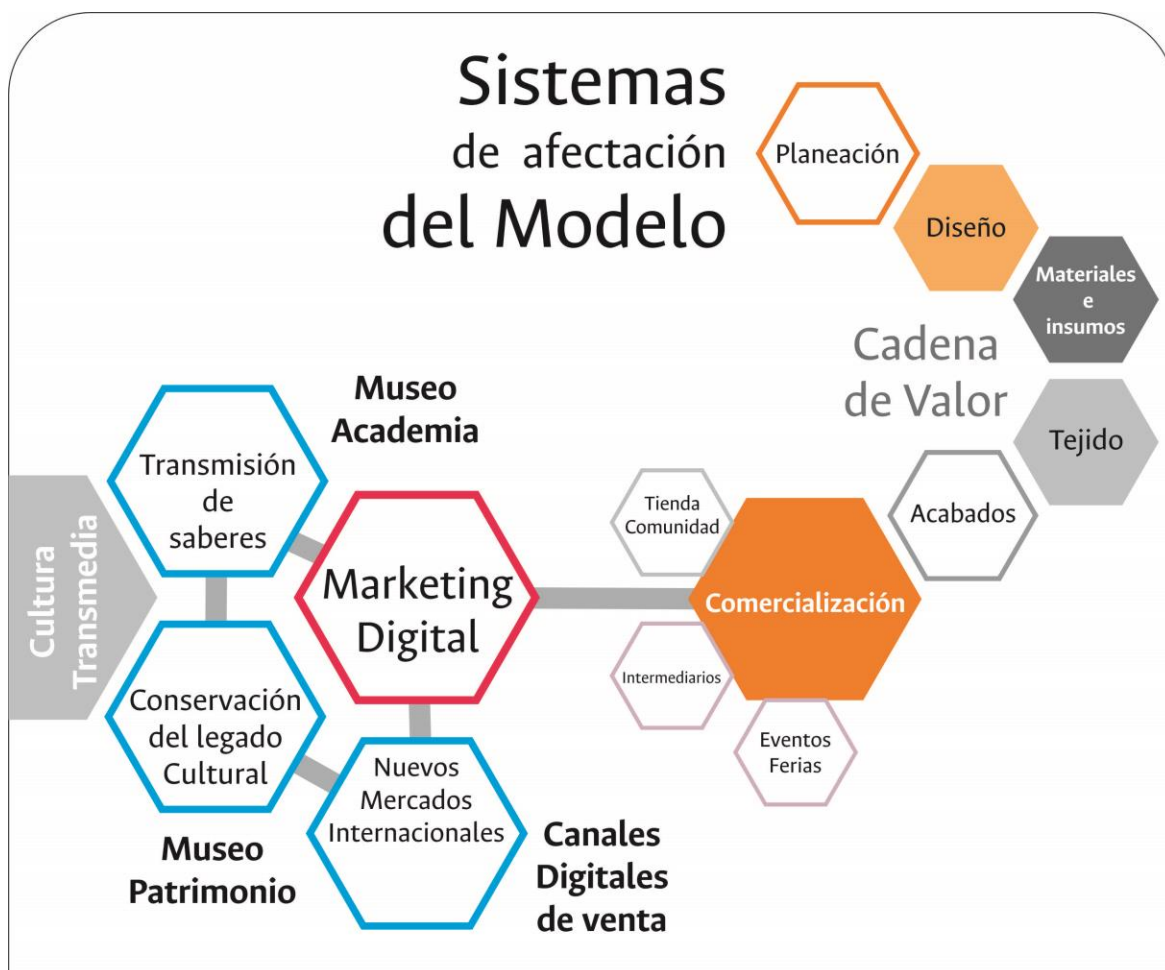 Sistemas
de afectación
del Modelo
Planeación
Diseño
Materiales
e
insumos
Cadena
de Valor
Tejido
Acabados
Museo
Academia
Transmisión
de
saberes
Tienda
Comunidad
Cultura
Transmedia
Marketing
Digital
Comercialización
Intermediarios
Conservación
del legado
Cultural
Eventos
Ferias
Nuevos
Mercados
Internacionales
Museo
Patrimonio
Canales
Digitales
de venta